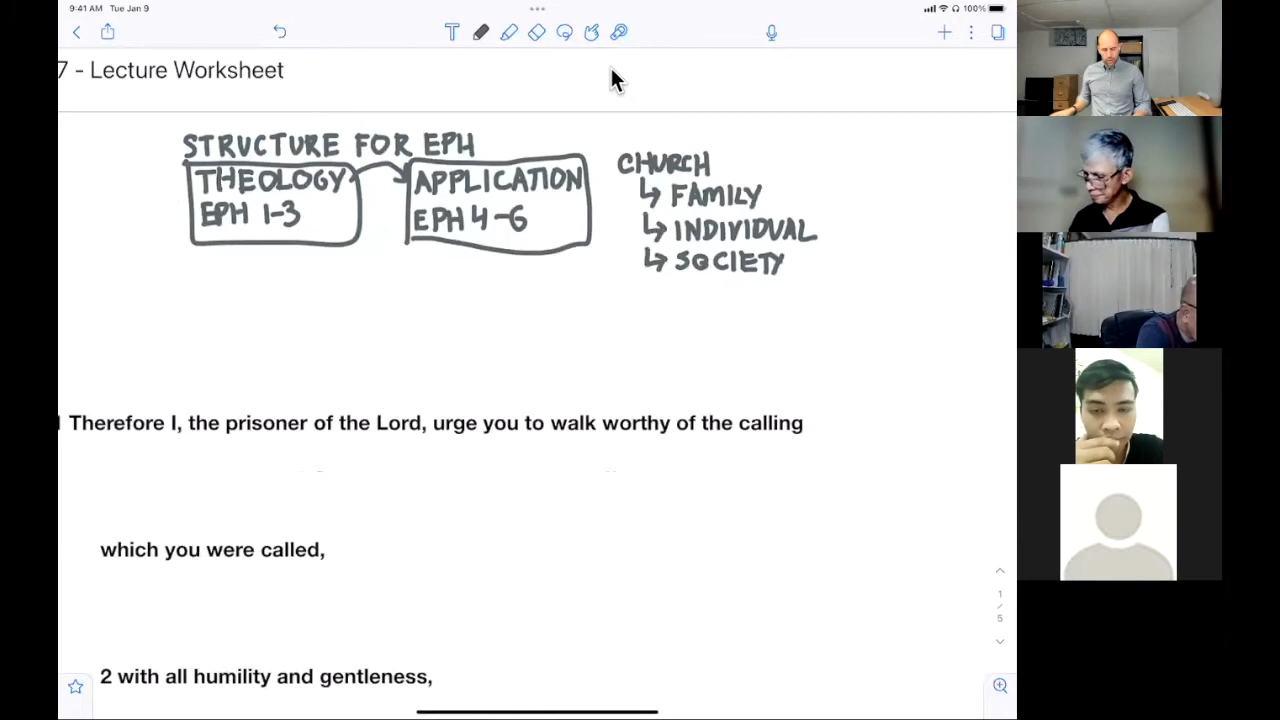 9:41 AM Tue Jan 9
100%
7 - Lecture Worksheet
STRUCTURE FOR EPH
THEOLOGY
EPH 1-3
APPLICATION
EPH 4-6
CHURCH
↳ FAMILY
↳ INDIVIDUAL
↳ SOCIETY
Therefore I, the prisoner of the Lord, urge you to walk worthy of the calling
which you were called,
2 with all humility and gentleness,
1
/
5